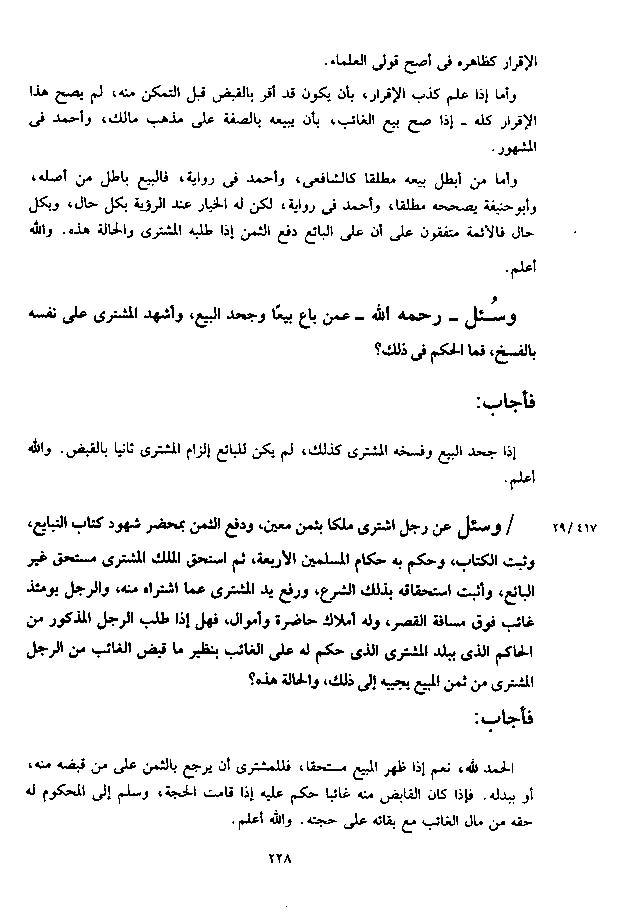 الإقرار كظاهره فى أصح قولى العلماء.
وأما إذا علم كذب الإقرار، بأن يكون قد أقر بالقبض قبل التمكن منه، لم يصح هذا
الإقرار كله ـ إذا صح بيع الغائب، بأن يبيعه بالصفة على مذهب مالك، وأحمد فى
المشهور.
وأما من أبطل بيعه مطلقا كالشافعى، وأحمد فى رواية، فالبيع باطل من أصله،
وأبو حنيفة يصححه مطلقا، وأحمد فى رواية، لكن له الخيار عند الرؤية بكل حال، وبكل
حال فالأئمة متفقون على أن على البائع دفع الثمن إذا طلبه المشترى والحالة هذه. والله
أعلم.
وسُئل ـ رحمه الله ـ عمن باع بيعًا وجحد البيع، وأشهد المشترى على نفسه
بالفسخ، فما الحكم فى ذلك؟
فأجاب:
إذا جحد البيع وفسخه المشترى كذلك، لم يكن للبائع إلزام المشترى ثانيا بالقبض. والله
أعلم.
٢٩/٤١٧ / وسئل عن رجل اشترى ملكا بثمن معين، ودفع الثمن بمحضر شهود كتاب التبايع،
وثبت الكتاب، وحكم به حكام المسلمين الأربعة، ثم استحق الملك المشترى مستحق غير
البائع، وأثبت استحقاقه بذلك الشرع، ورفع يد المشترى عما اشتراه منه، والرجل يومئذ
غائب فوق مسافة القصر، وله أملاك حاضرة وأموال، فهل إذا طلب الرجل المذكور من
الحاكم الذى ببلد المشترى الذى حكم له على الغائب بنظير ما قبض الغائب من الرجل
المشترى من ثمن المبيع يجيبه إلى ذلك، والحالة هذه؟
فأجاب:
الحمد لله، نعم إذا ظهر المبيع مستحقا، فللمشترى أن يرجع بالثمن على من قبضه منه،
أو ببدله. فإذا كان القابض منه غائبا حكم عليه إذا قامت الحجة، وسلم إلى المحكوم له
حقه من مال الغائب مع بقائه على حجته. والله أعلم.
٢٢٨